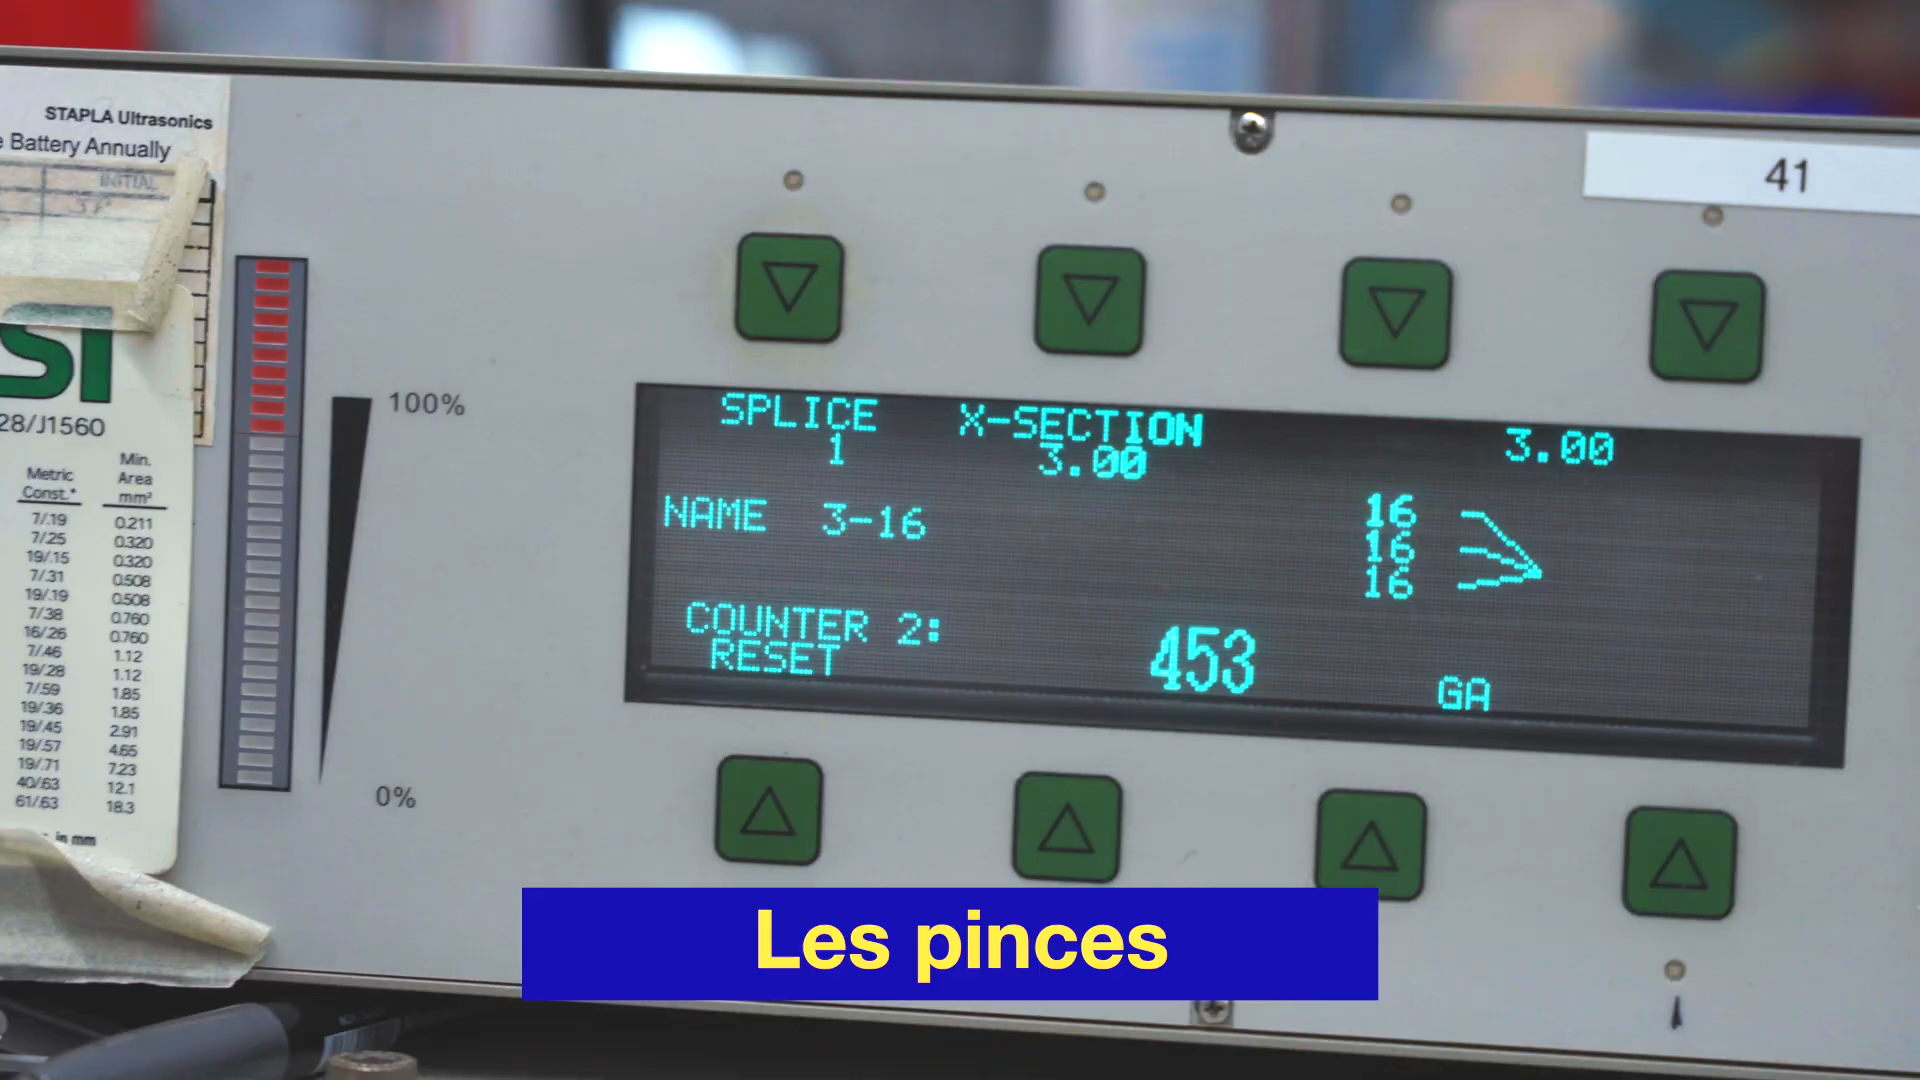 STAPLA Ultrasonics
Battery Annually
INITIAL
SI
28/J1560
Metric Const.* Min. Area mm²
7/.19 0.211
7/.25 0.320
19/.15 0.320
7/.31 0.508
19/.19 0.508
7/.38 0.760
16/.26 0.760
7/.46 1.12
19/.28 1.12
7/.59 1.85
19/.36 1.85
19/.45 2.91
19/.57 4.65
19/.71 7.23
40/.63 12.1
61/.63 18.3
in mm
100%
0%
41
SPLICE X-SECTION 3.00
1 3.00
NAME 3-16
16
16
16
COUNTER 2: 453
RESET
GA
Les pinces